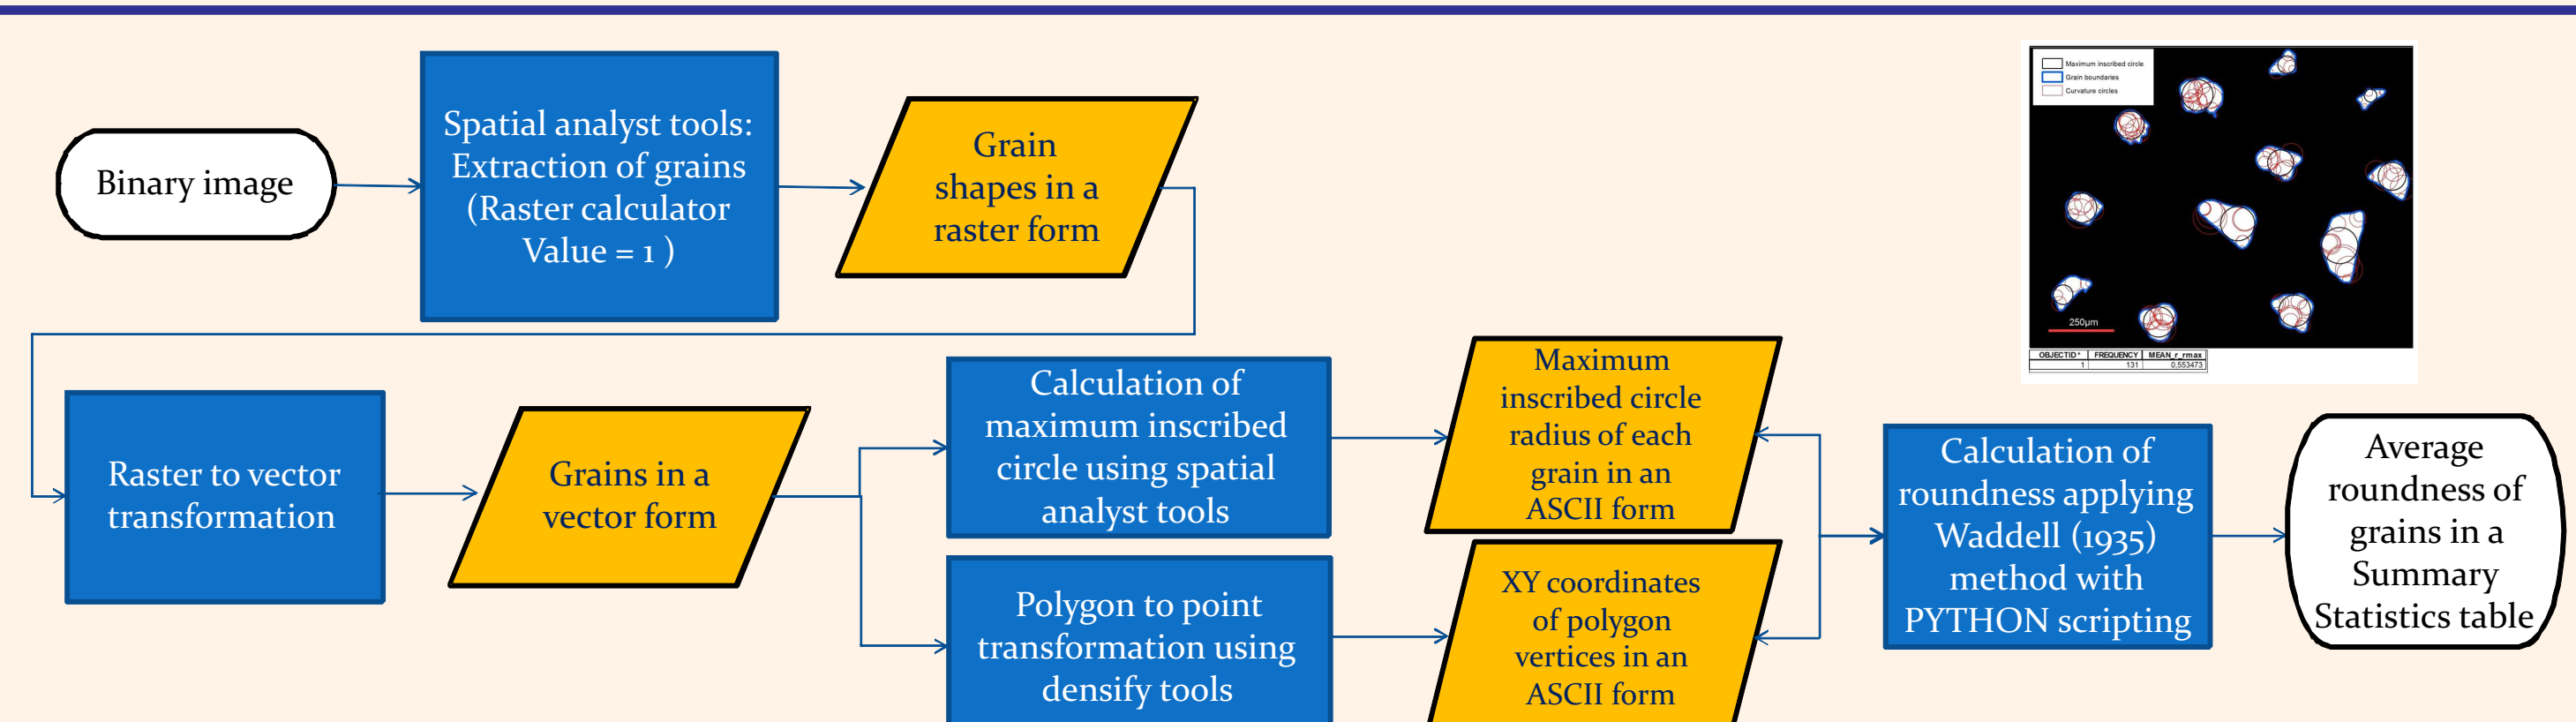 Binary image
Spatial analyst tools:
Extraction of grains
(Raster calculator
Value = 1 )
Grain
shapes in a
raster form
Maximum inscribed circle
Grain boundaries
Curvature circles
250µm
OBJECTID * FREQUENCY MEAN_r_rmax
1 131 0,553473
Raster to vector
transformation
Grains in a
vector form
Calculation of
maximum inscribed
circle using spatial
analyst tools
Maximum
inscribed circle
radius of each
grain in an
ASCII form
Polygon to point
transformation using
densify tools
XY coordinates
of polygon
vertices in an
ASCII form
Calculation of
roundness applying
Waddell (1935)
method with
PYTHON scripting
Average
roundness of
grains in a
Summary
Statistics table